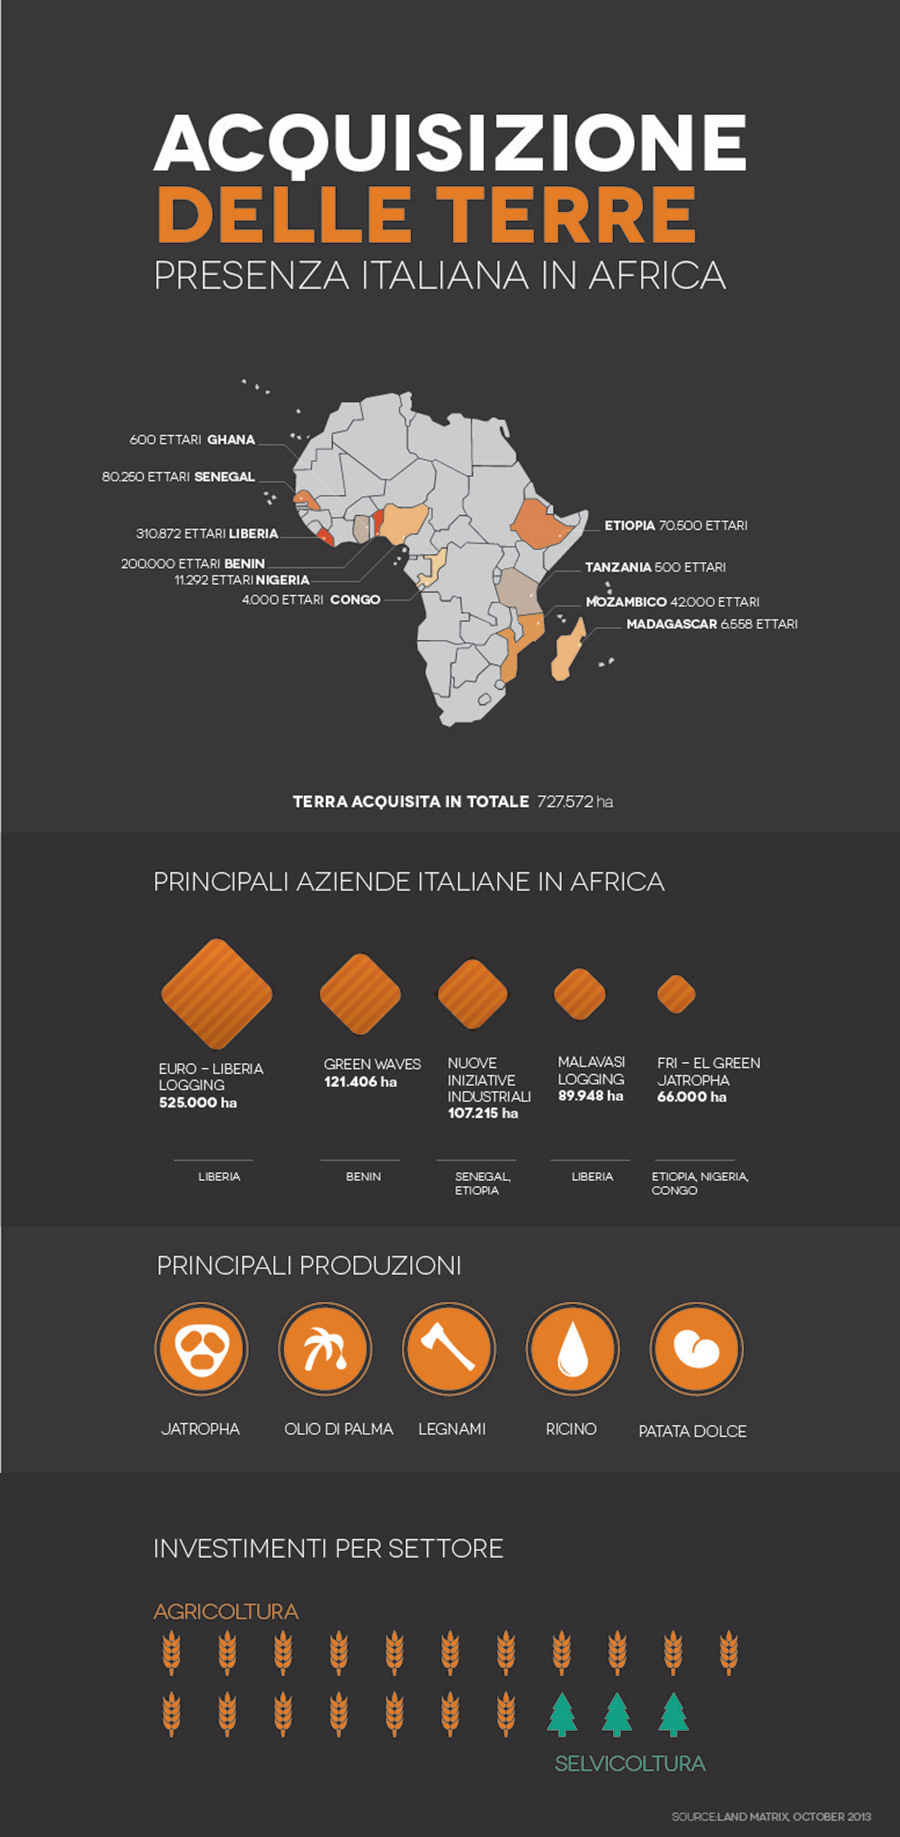 ACQUISIZIONE
DELLE TERRE
PRESENZA ITALIANA IN AFRICA
600 ETTARI GHANA
80.250 ETTARI SENEGAL
310.872 ETTARI LIBERIA
200.000 ETTARI BENIN
11.292 ETTARI NIGERIA
4.000 ETTARI CONGO
ETIOPIA 70.500 ETTARI
TANZANIA 500 ETTARI
MOZAMBICO 42.000 ETTARI
MADAGASCAR 6.558 ETTARI
TERRA ACQUISITA IN TOTALE 727.572 ha
PRINCIPALI AZIENDE ITALIANE IN AFRICA
EURO – LIBERIA
LOGGING
525.000 ha
LIBERIA
GREEN WAVES
121.406 ha
BENIN
NUOVE
INIZIATIVE
INDUSTRIALI
107.215 ha
SENEGAL,
ETIOPIA
MALAVASI
LOGGING
89.948 ha
LIBERIA
FRI – EL GREEN
JATROPHA
66.000 ha
ETIOPIA, NIGERIA,
CONGO
PRINCIPALI PRODUZIONI
JATROPHA
OLIO DI PALMA
LEGNAMI
RICINO
PATATA DOLCE
INVESTIMENTI PER SETTORE
AGRICOLTURA
SELVICOLTURA
SOURCE:LAND MATRIX, OCTOBER 2013